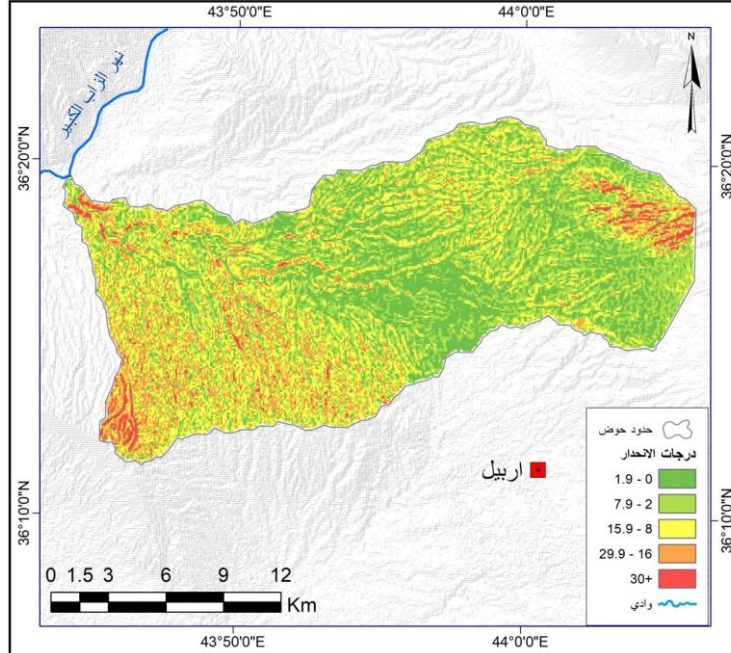 43°50'0"E
44°0'0"E
N
نهر الزاب الكبير
36°20'0"N
36°20'0"N
حدود حوض
درجات الانحدار
1.9 - 0
7.9 - 2
15.9 - 8
29.9 - 16
30+
وادي
اربيل
36°10'0"N
36°10'0"N
0 1.5 3 6 9 12
Km
43°50'0"E
44°0'0"E